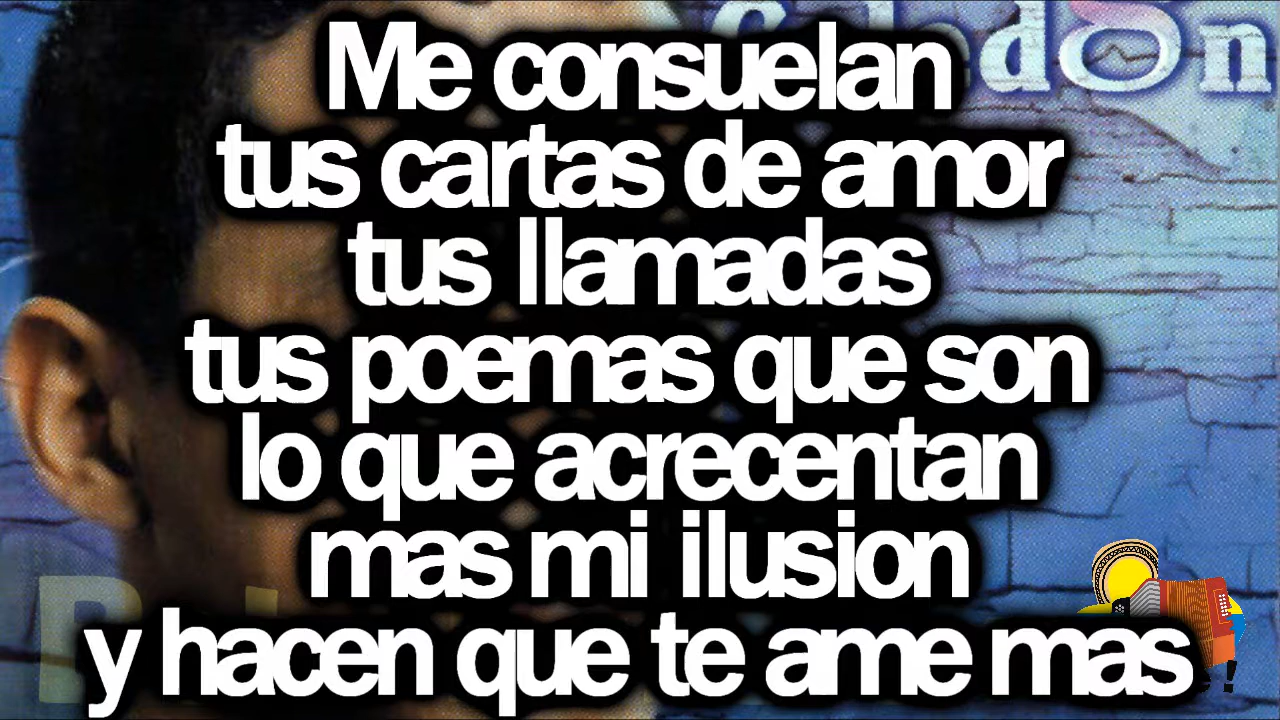 Me consuelan
tus cartas de amor
tus llamadas
tus poemas que son
lo que acrecentan
mas mi ilusion
y hacen que te ame mas